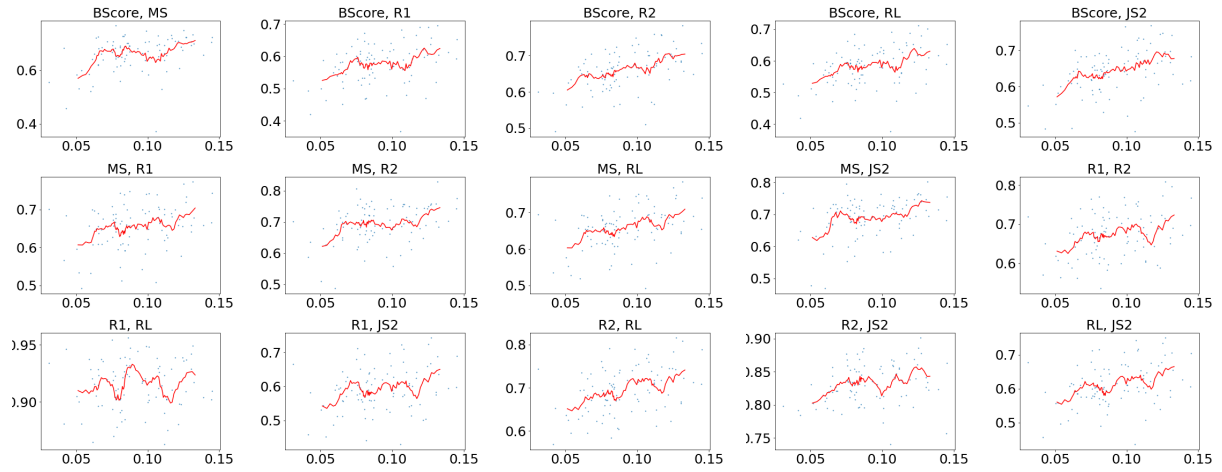 BScore, MS BScore, R1 BScore, R2 BScore, RL BScore, JS2
0.6 0.4 0.7 0.6 0.5 0.4 0.7 0.6 0.5 0.7 0.6 0.5 0.4 0.7 0.6 0.5
0.05 0.10 0.15 0.05 0.10 0.15 0.05 0.10 0.15 0.05 0.10 0.15 0.05 0.10 0.15
MS, R1 MS, R2 MS, RL MS, JS2 R1, R2
0.7 0.6 0.5 0.8 0.7 0.6 0.5 0.7 0.6 0.5 0.8 0.7 0.6 0.5 0.8 0.7 0.6
0.05 0.10 0.15 0.05 0.10 0.15 0.05 0.10 0.15 0.05 0.10 0.15 0.05 0.10 0.15
R1, RL R1, JS2 R2, RL R2, JS2 RL, JS2
).95 ).90 0.7 0.6 0.5 0.8 0.7 0.6 ).90 0.85 0.80 ).75 0.7 0.6 0.5
0.05 0.10 0.15 0.05 0.10 0.15 0.05 0.10 0.15 0.05 0.10 0.15 0.05 0.10 0.15